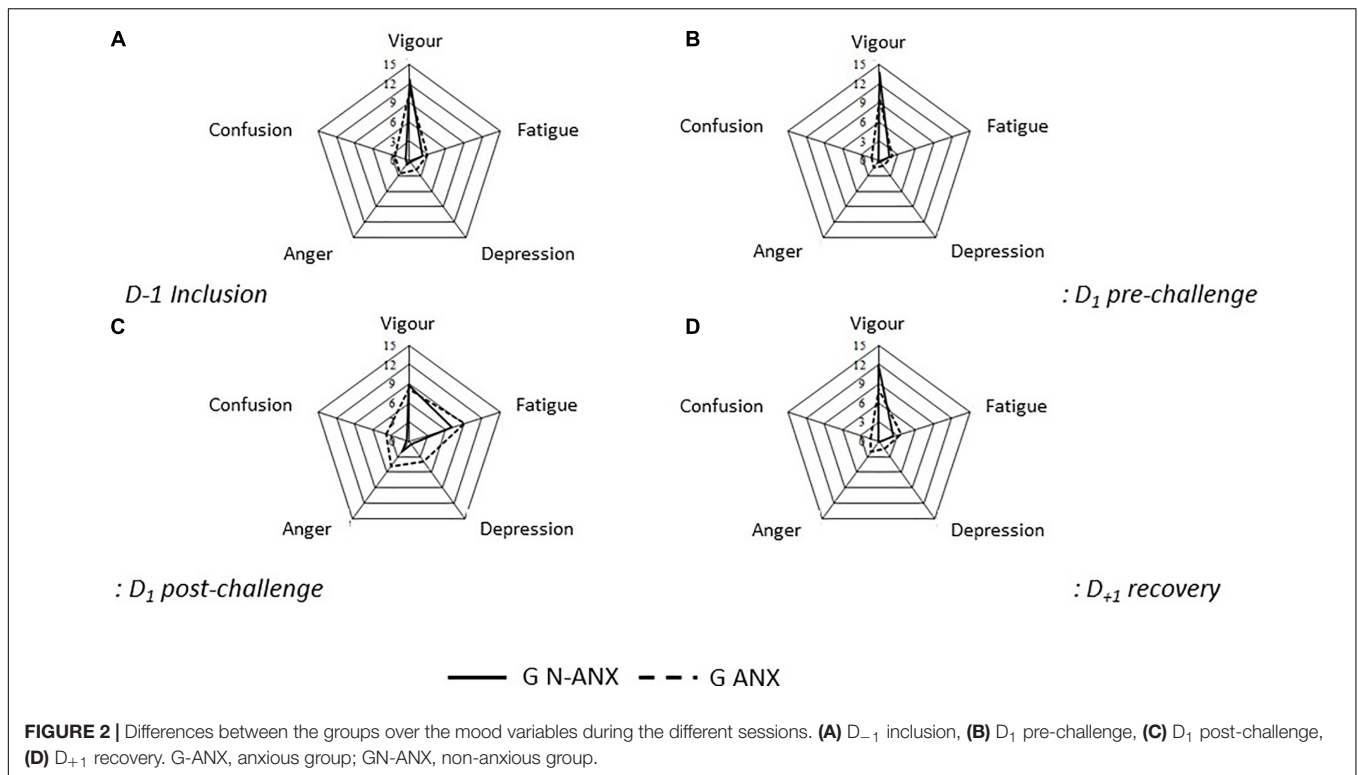 A
Vigour
15
12
9
6
3
0
Confusion
Fatigue
Anger
Depression
D-1 Inclusion
B
Vigour
15
12
9
6
3
0
Confusion
Fatigue
Anger
Depression
: D₁ pre-challenge
C
Vigour
15
12
9
6
3
0
Confusion
Fatigue
Anger
Depression
: D₁ post-challenge
D
Vigour
15
12
9
6
3
0
Confusion
Fatigue
Anger
Depression
: D₊₁ recovery
G N-ANX
G ANX
FIGURE 2 | Differences between the groups over the mood variables during the different sessions. (A) D₋₁ inclusion, (B) D₁ pre-challenge, (C) D₁ post-challenge,
(D) D₊₁ recovery. G-ANX, anxious group; GN-ANX, non-anxious group.